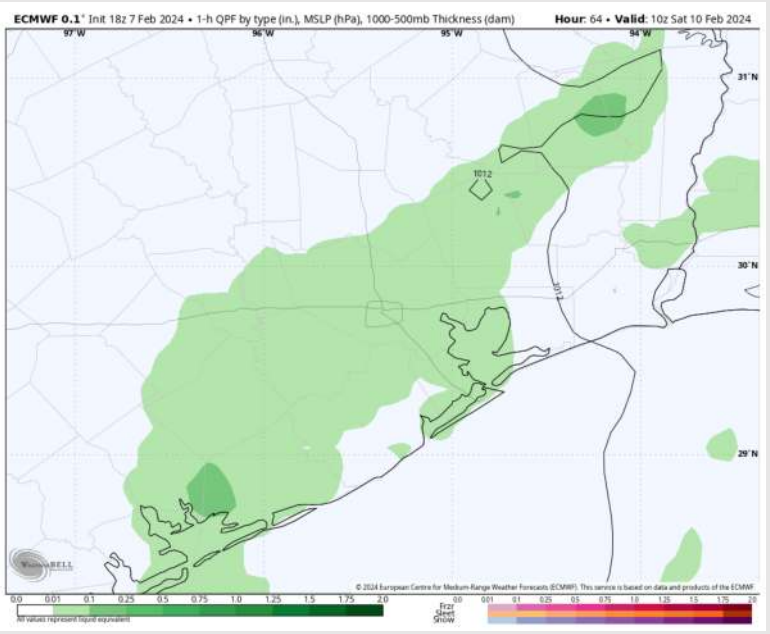 ECMWF 0.1° Init 18z 7 Feb 2024 • 1-h QPF by type (in.), MSLP (hPa), 1000-500mb Thickness (dam)
Hour: 64 • Valid: 10z Sat 10 Feb 2024
97°W 96°W 95°W 94°W
31°N
1012
30°N
1012
29°N
WeatherBELL
© 2024 European Centre for Medium-Range Weather Forecasts (ECMWF). This service is based on data and products of the ECMWF
0.0 0.01 0.1 0.25 0.5 0.75 1.0 1.25 1.5 1.75 2.0
All values represent liquid equivalent
0.0 0.01 0.1 0.25 0.5 0.75 1.0 1.25 1.5 1.75 2.0
Frzr
Sleet
Snow